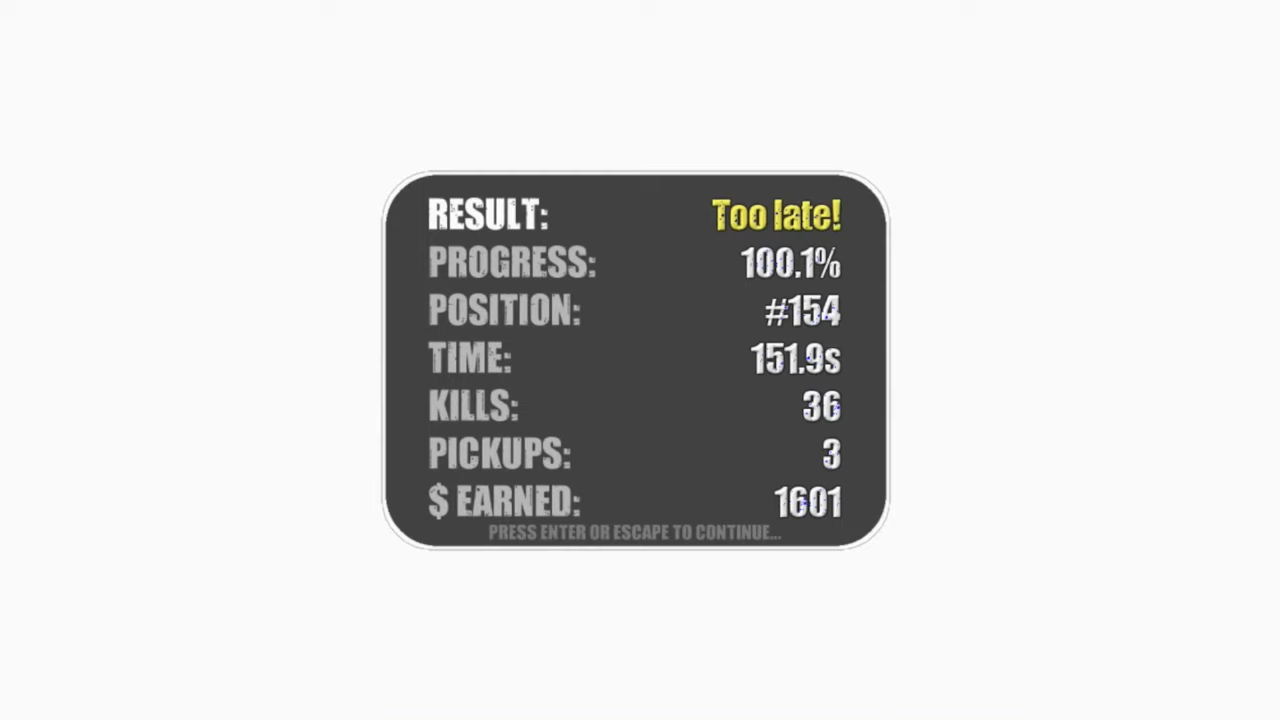 RESULT: Too late!
PROGRESS: 100.1%
POSITION: #154
TIME: 151.9s
KILLS: 36
PICKUPS: 3
$ EARNED: 1601
PRESS ENTER OR ESCAPE TO CONTINUE...